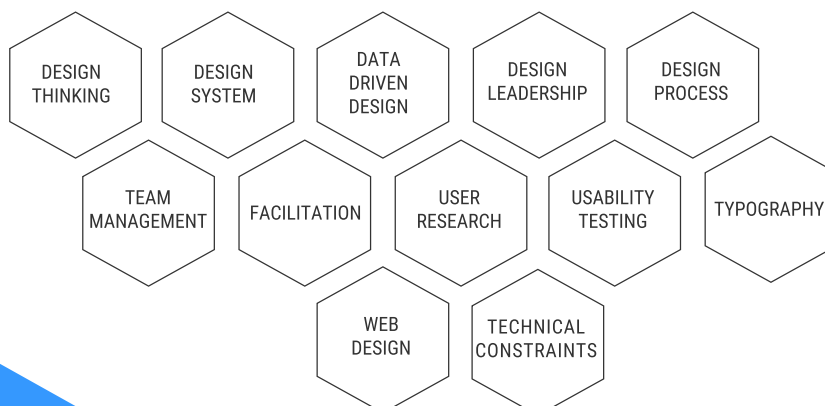 DESIGN
THINKING
DESIGN
SYSTEM
DATA
DRIVEN
DESIGN
DESIGN
LEADERSHIP
DESIGN
PROCESS
TEAM
MANAGEMENT
FACILITATION
USER
RESEARCH
USABILITY
TESTING
TYPOGRAPHY
WEB
DESIGN
TECHNICAL
CONSTRAINTS